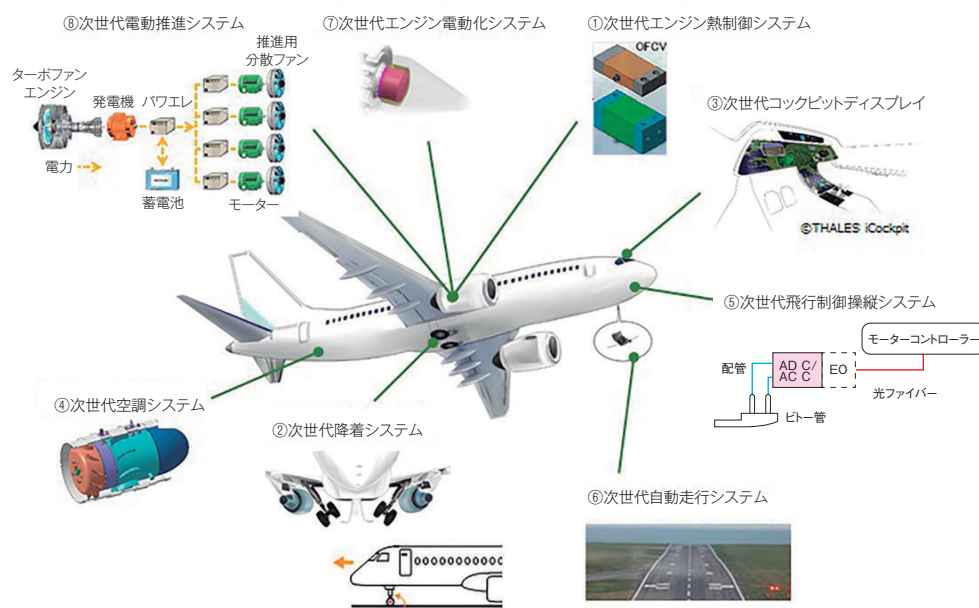 ⑧次世代電動推進システム
⑦次世代エンジン電動化システム
①次世代エンジン熱制御システム
推進用
分散ファン
ターボファン
エンジン
発電機
パワエレ
電力
蓄電池
モーター
OFCV
③次世代コックピットディスプレイ
©THALES iCockpit
⑤次世代飛行制御操縦システム
モーターコントローラー
配管
AD C/
AC C
EO
光ファイバー
ピトー管
④次世代空調システム
②次世代降着システム
⑥次世代自動走行システム